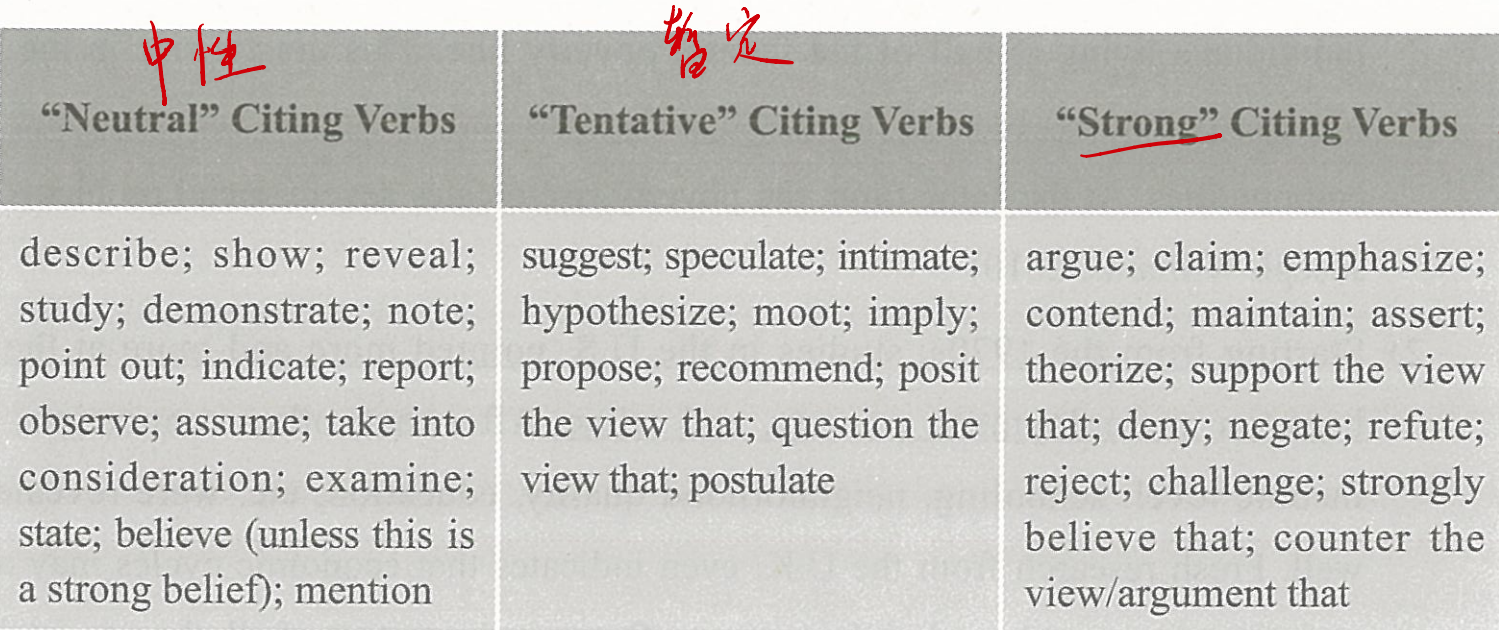 中性
暂定
“Neutral” Citing Verbs
“Tentative” Citing Verbs
“Strong” Citing Verbs
describe; show; reveal;
study; demonstrate; note;
point out; indicate; report;
observe; assume; take into
consideration; examine;
state; believe (unless this is
a strong belief); mention
suggest; speculate; intimate;
hypothesize; moot; imply;
propose; recommend; posit
the view that; question the
view that; postulate
argue; claim; emphasize;
contend; maintain; assert;
theorize; support the view
that; deny; negate; refute;
reject; challenge; strongly
believe that; counter the
view/argument that